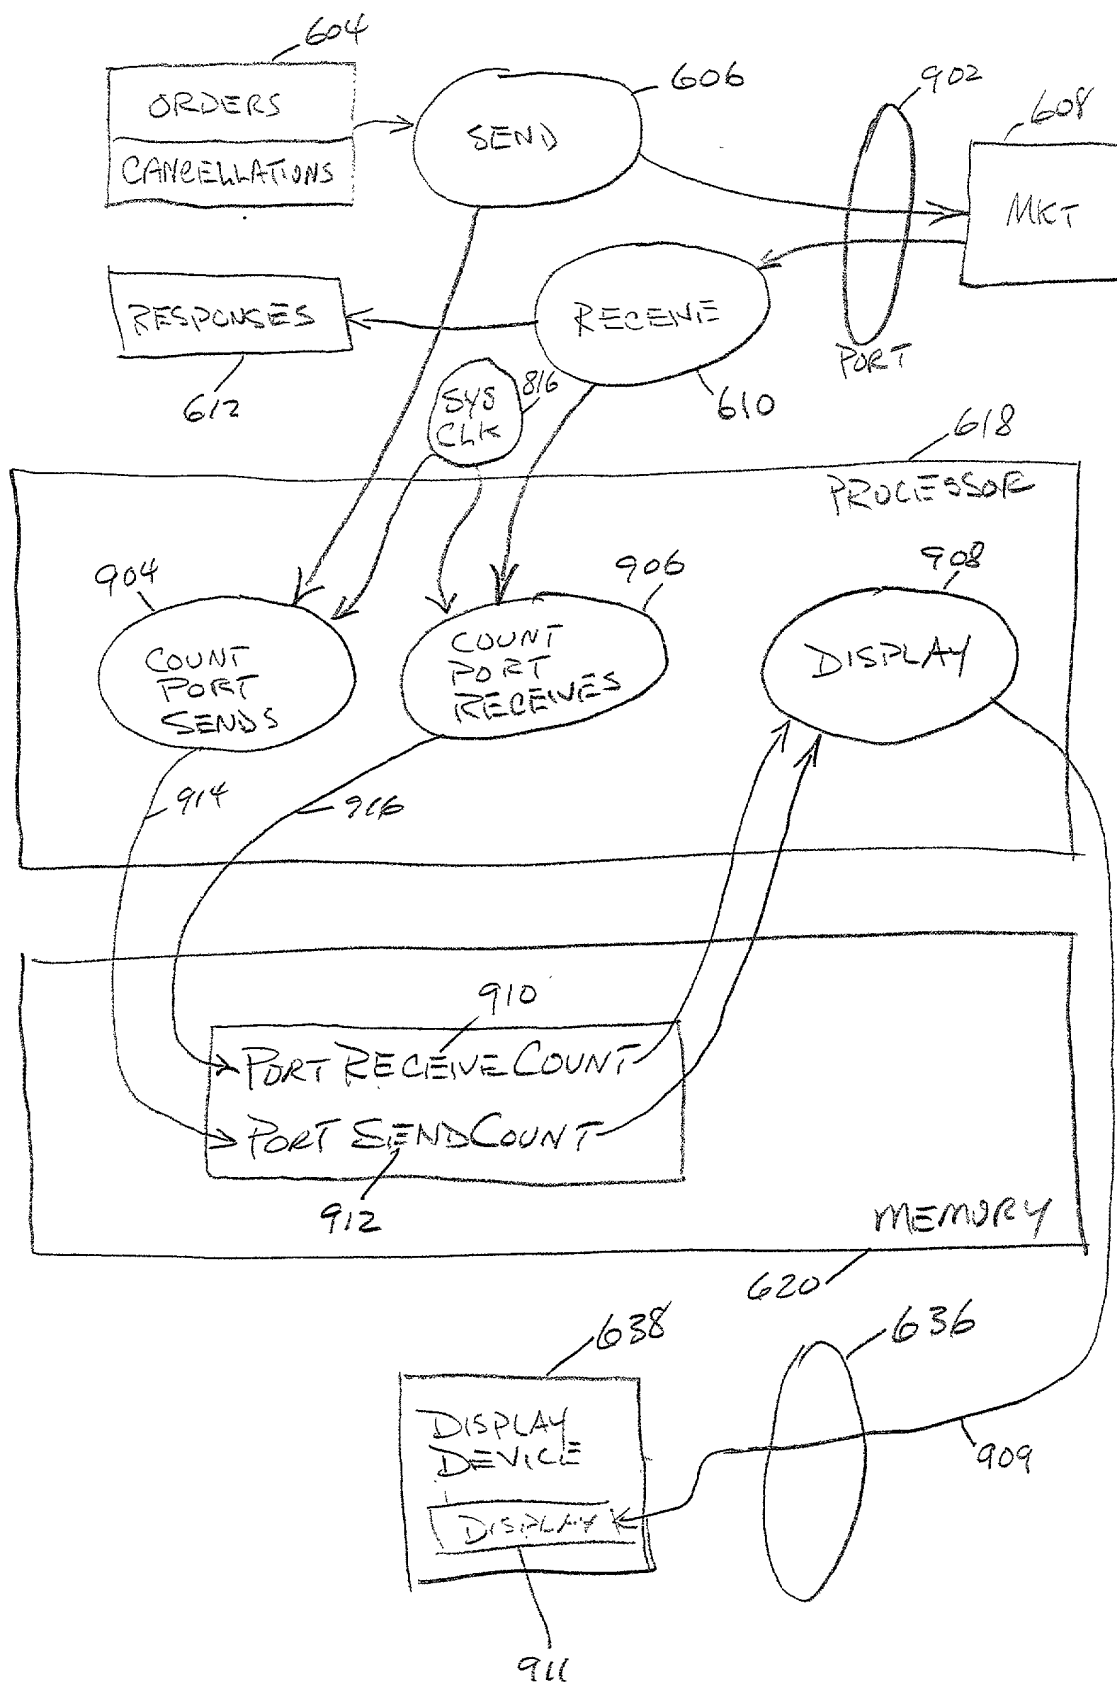 604
606
902
608
ORDERS
CANCELLATIONS
SEND
MKT
RESPONSES
RECEIVE
PORT
612
SYS
CLK
816
610
618
PROCESSOR
904
906
908
COUNT
PORT
SENDS
COUNT
PORT
RECEIVES
DISPLAY
914
916
910
PORT RECEIVE COUNT
PORT SEND COUNT
912
MEMORY
620
638
636
DISPLAY
DEVICE
DISPLAY
909
911